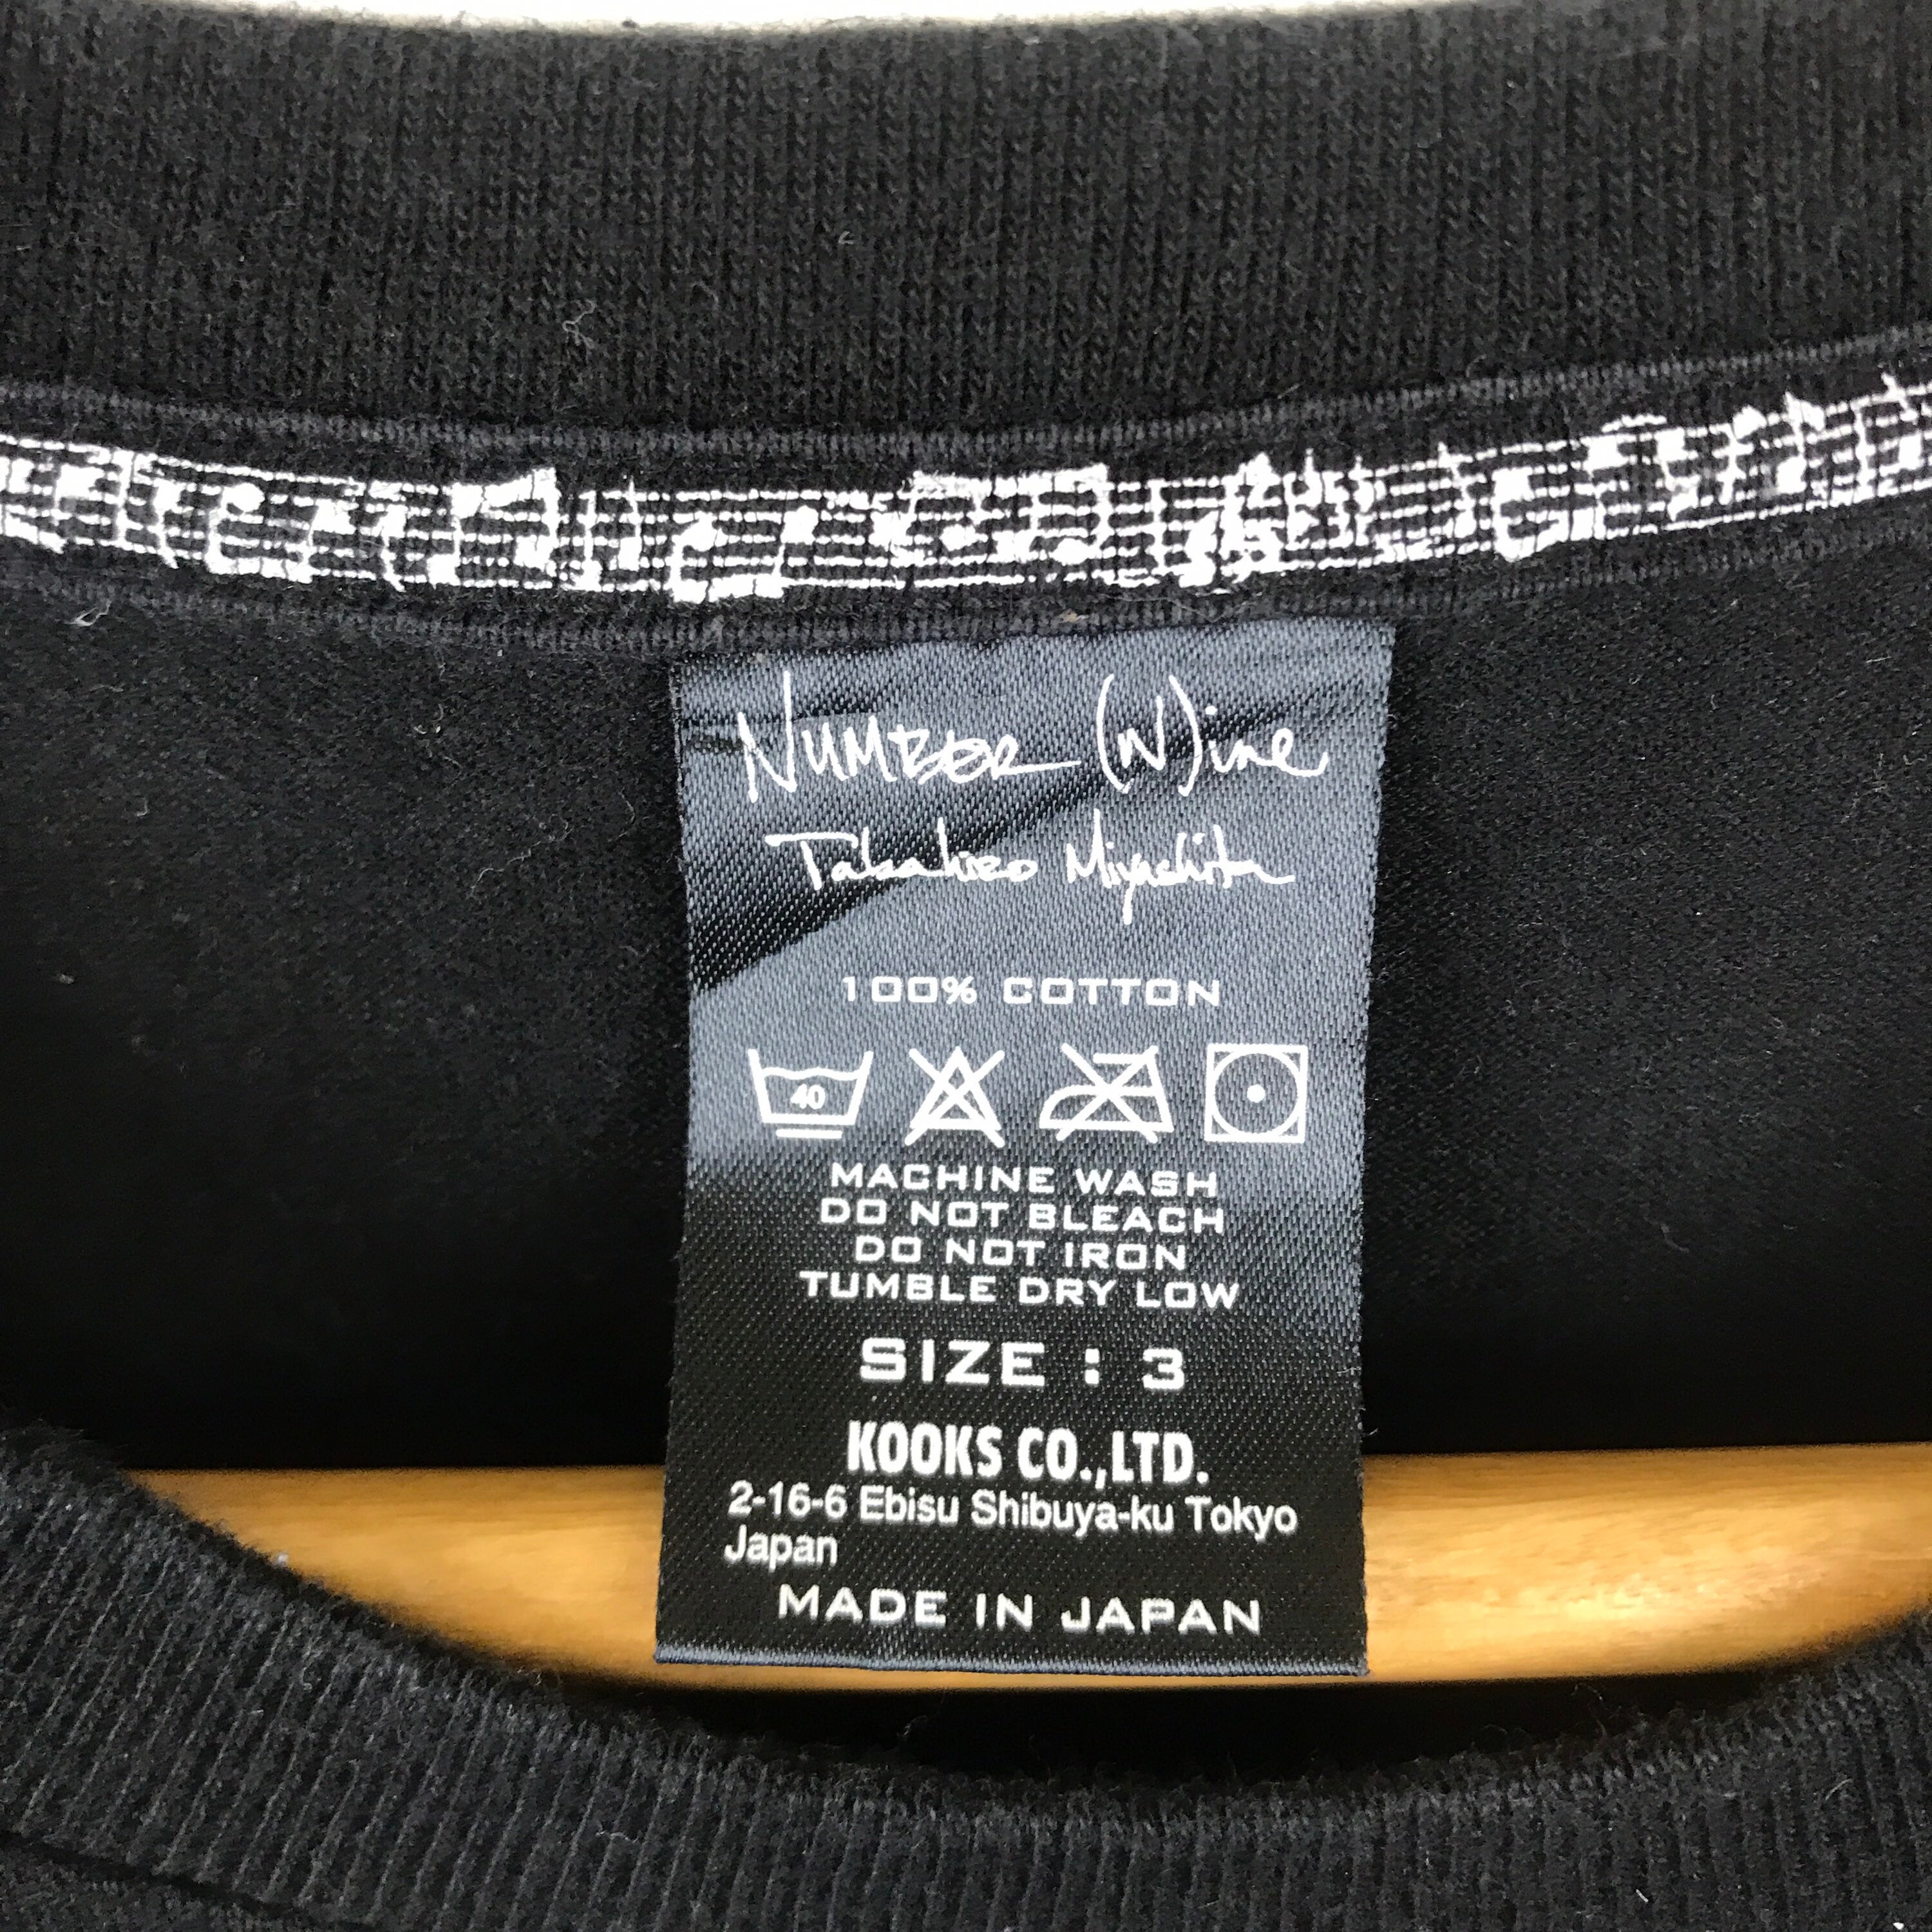 NUMBER (N)ine
Takahiro Miyashita
100% COTTON
40
MACHINE WASH
DO NOT BLEACH
DO NOT IRON
TUMBLE DRY LOW
SIZE : 3
KOOKS CO.,LTD.
2-16-6 Ebisu Shibuya-ku Tokyo
Japan
MADE IN JAPAN